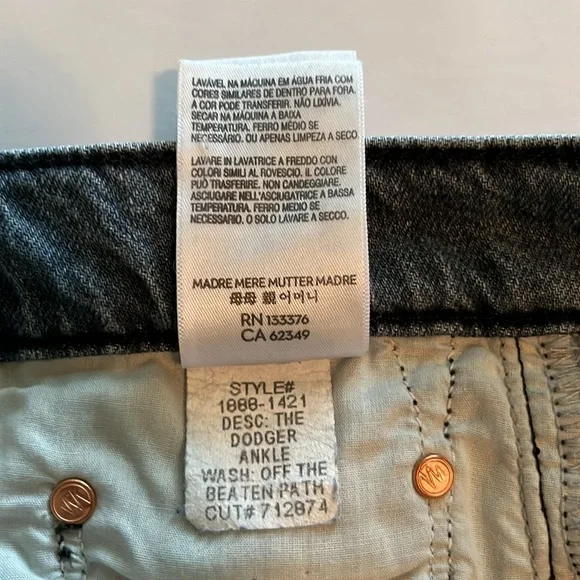 LAVÁVEL NA MÁQUINA EM ÁGUA FRIA COM
CORES SIMILARES DE DENTRO PARA FORA.
A COR PODE TRANSFERIR. NÃO LIXÍVIA.
SECAR NA MAQUINA A BAIXA
TEMPERATURA. FERRO MÉDIO SE
NECESSÁRIO. OU APENAS LIMPEZA A SECO
LAVARE IN LAVATRICE A FREDDO CON
COLORI SIMILI AL ROVESCIO. IL COLORE
PUÒ TRASFERIRE. NON CANDEGGIARE.
ASCIUGARE NELL'ASCIUGATRICE A BASSA
TEMPERATURA. FERRO MEDIO SE
NECESSARIO. O SOLO LAVARE A SECCO.
MADRE MERE MUTTER MADRE
母母 親 어머니
RN 133376
CA 62349
STYLE#
1888-1421
DESC: THE
DODGER
ANKLE
WASH: OFF THE
BEATEN PATH
CUT# 712874